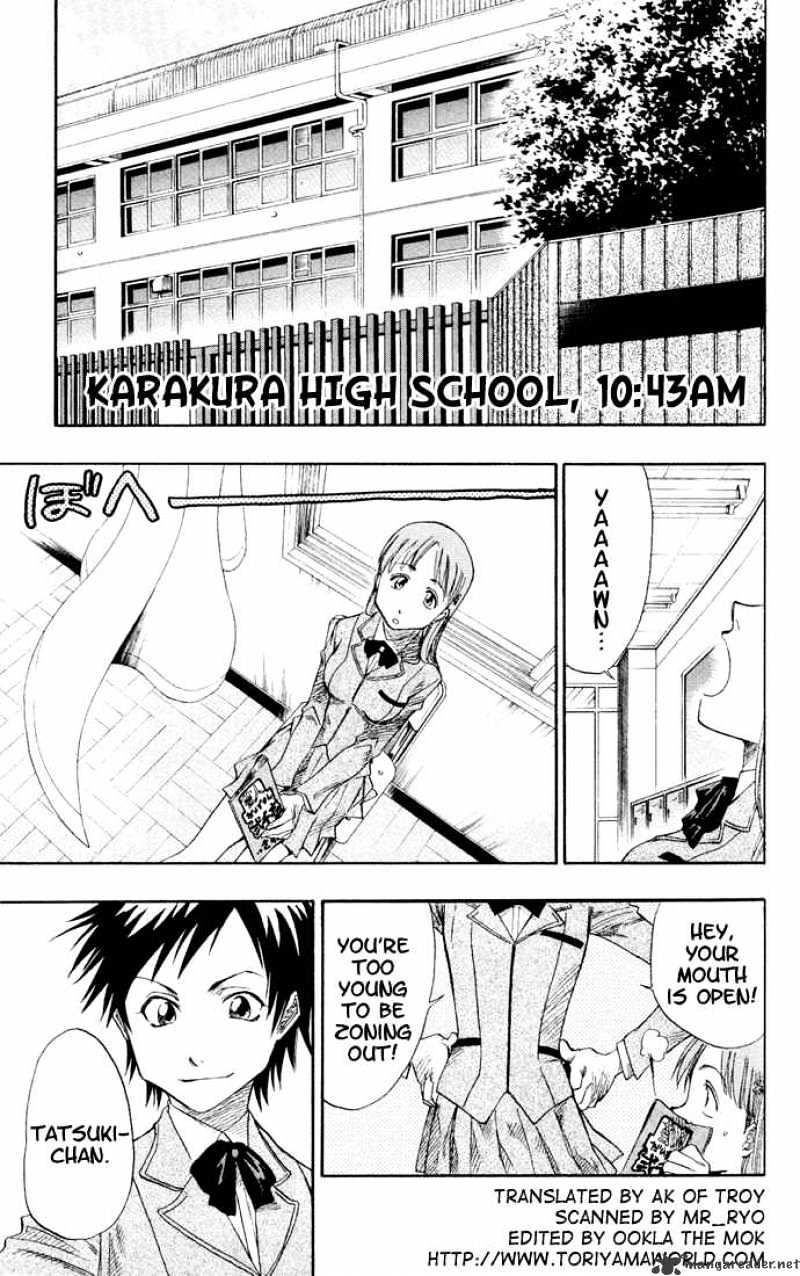 KARAKURA HIGH SCHOOL, 10:43AM
YAAAAWN...
ぼへ
HEY,
YOUR
MOUTH
IS OPEN!
YOU'RE
TOO
YOUNG
TO BE
ZONING
OUT!
TATSUKI-
CHAN.
TRANSLATED BY AK OF TROY
SCANNED BY MR_RYO
EDITED BY OOKLA THE MOK
HTTP://WWW.TORIYAMAWORLD.COM
mangareader.net